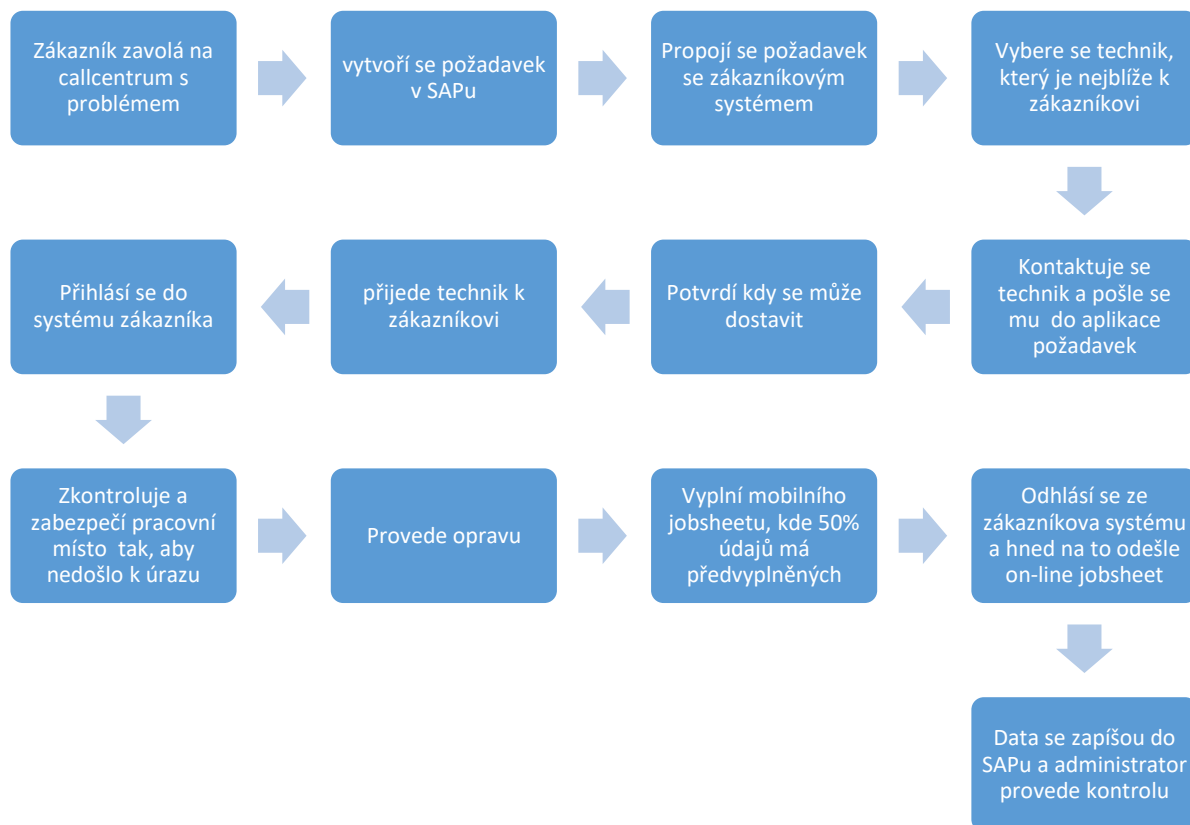 Zákazník zavolá na
callcentrum s
problémem
vytvoří se požadavek
v SAPu
Propojí se požadavek
se zákazníkovým
systémem
Vybere se technik,
který je nejblíže k
zákazníkovi
Kontaktuje se
technik a pošle se
mu do aplikace
požadavek
Potvrdí kdy se může
dostavit
přijede technik k
zákazníkovi
Přihlásí se do
systému zákazníka
Zkontroluje a
zabezpečí pracovní
místo tak, aby
nedošlo k úrazu
Provede opravu
Vyplní mobilního
jobsheetu, kde 50%
údajů má
předvyplněných
Odhlásí se ze
zákazníkova systému
a hned na to odešle
on-line jobsheet
Data se zapíšou do
SAPu a administrator
provede kontrolu